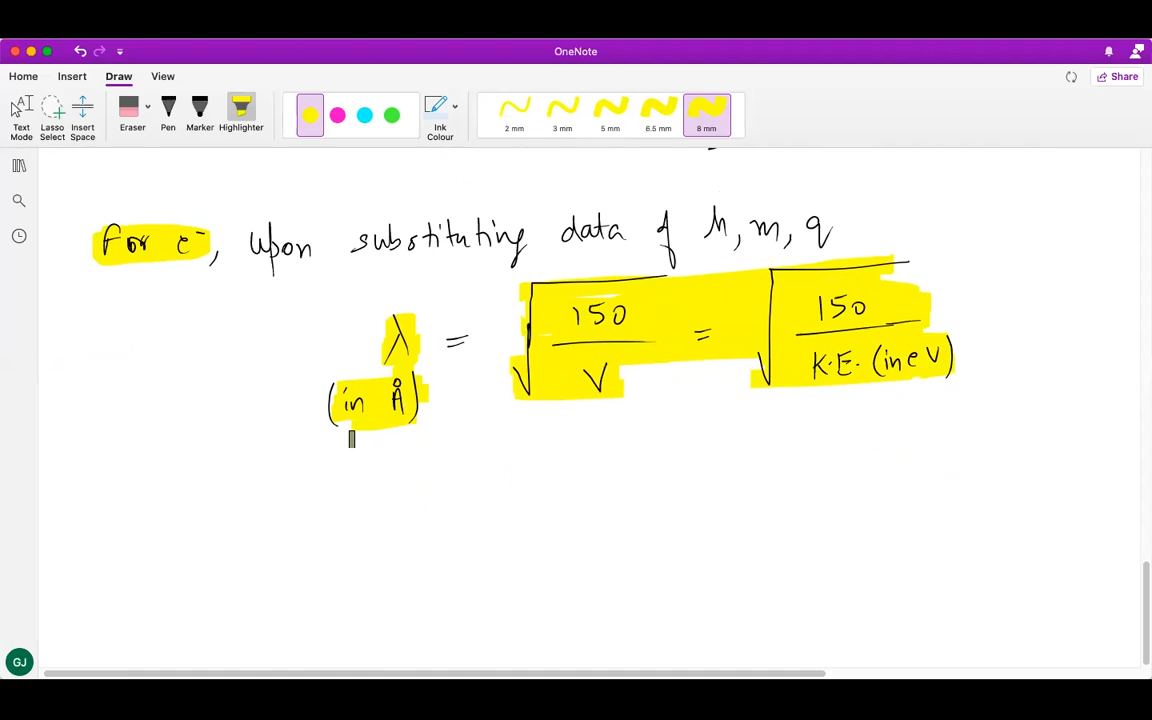 OneNote
Home Insert Draw View Share
Text Mode Lasso Select Insert Space Eraser Pen Marker Highlighter Ink Colour 2 mm 3 mm 5 mm 6.5 mm 8 mm
For e⁻, upon substituting data of h, m, q
λ = √(150/V) = √(150/K.E. (in eV))
(in Å)
GJ